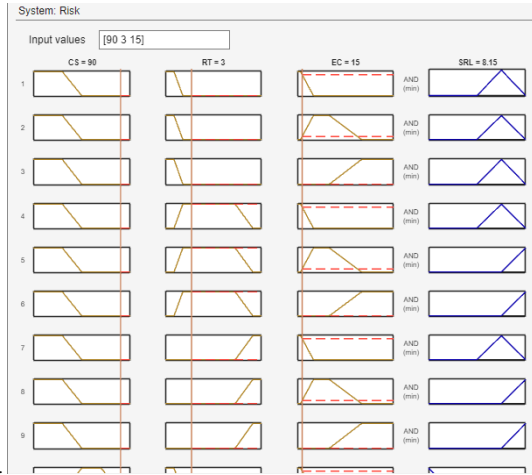 System: Risk
Input values [90 3 15]
CS = 90 RT = 3 EC = 15 SRL = 8.15
1 AND
(min)
2 AND
(min)
3 AND
(min)
4 AND
(min)
5 AND
(min)
6 AND
(min)
7 AND
(min)
8 AND
(min)
9 AND
(min)